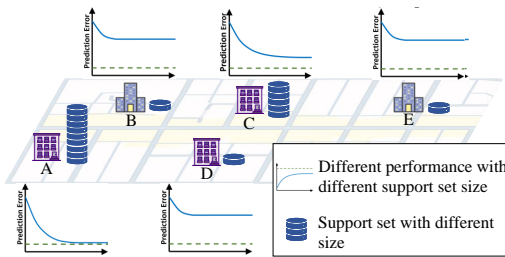 Prediction Error
Prediction Error
Prediction Error
B
C
E
A
D
Prediction Error
Prediction Error
Different performance with
different support set size
Support set with different
size